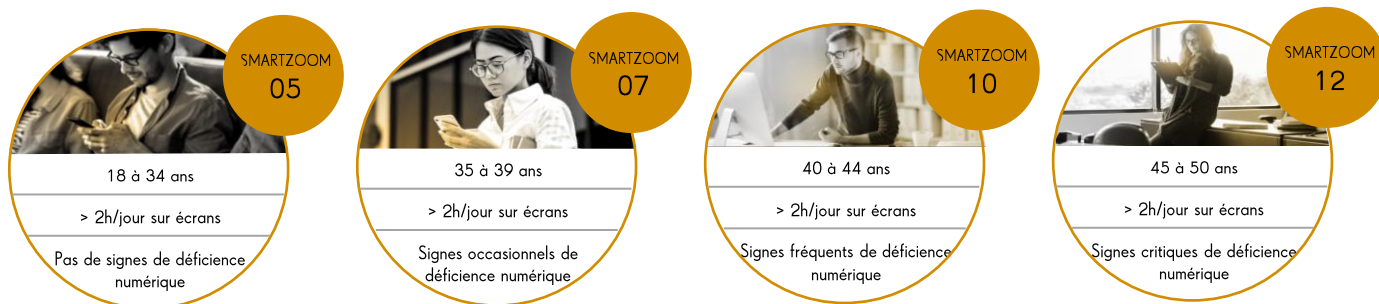 SMARTZOOM
05
18 à 34 ans
> 2h/jour sur écrans
Pas de signes de déficience
numérique
SMARTZOOM
07
35 à 39 ans
> 2h/jour sur écrans
Signes occasionnels de
déficience numérique
SMARTZOOM
10
40 à 44 ans
> 2h/jour sur écrans
Signes fréquents de déficience
numérique
SMARTZOOM
12
45 à 50 ans
> 2h/jour sur écrans
Signes critiques de déficience
numérique